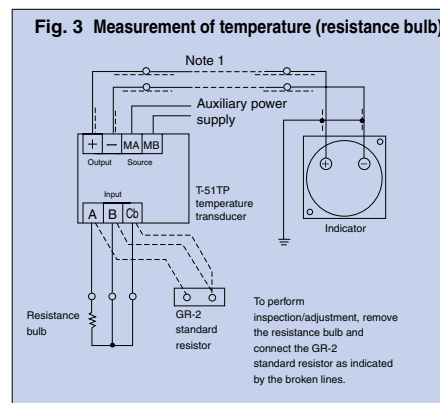 Fig. 3 Measurement of temperature (resistance bulb)
Note 1
Auxiliary power
supply
+ − MA MB
Output Source
T-51TP
temperature
transducer
Input
A B Cb
+ −
Indicator
Resistance
bulb
GR-2
standard
resistor
To perform
inspection/adjustment, remove
the resistance bulb and
connect the GR-2
standard resistor as indicated
by the broken lines.